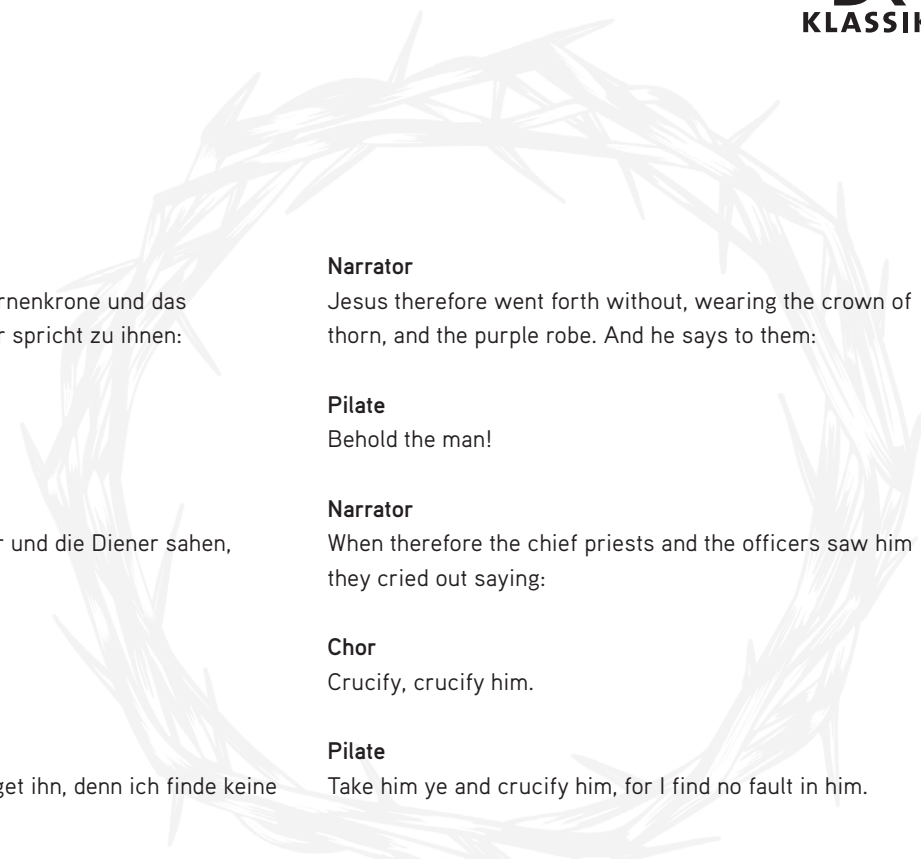 KLASSIK
rnenkrone und das
r spricht zu ihnen:
r und die Diener sahen,
get ihn, denn ich finde keine
Narrator
Jesus therefore went forth without, wearing the crown of
thorn, and the purple robe. And he says to them:
Pilate
Behold the man!
Narrator
When therefore the chief priests and the officers saw him
they cried out saying:
Chor
Crucify, crucify him.
Pilate
Take him ye and crucify him, for I find no fault in him.